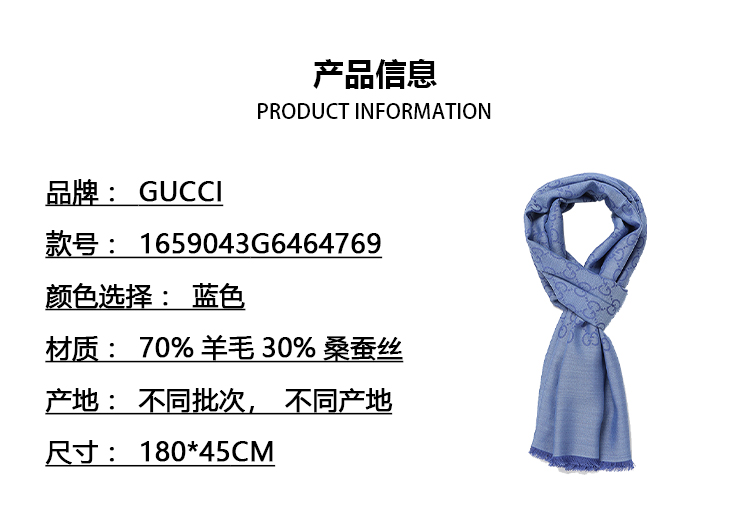 产品信息
PRODUCT INFORMATION
品牌： GUCCI
款号： 1659043G6464769
颜色选择： 蓝色
材质： 70% 羊毛 30% 桑蚕丝
产地： 不同批次， 不同产地
尺寸： 180*45CM